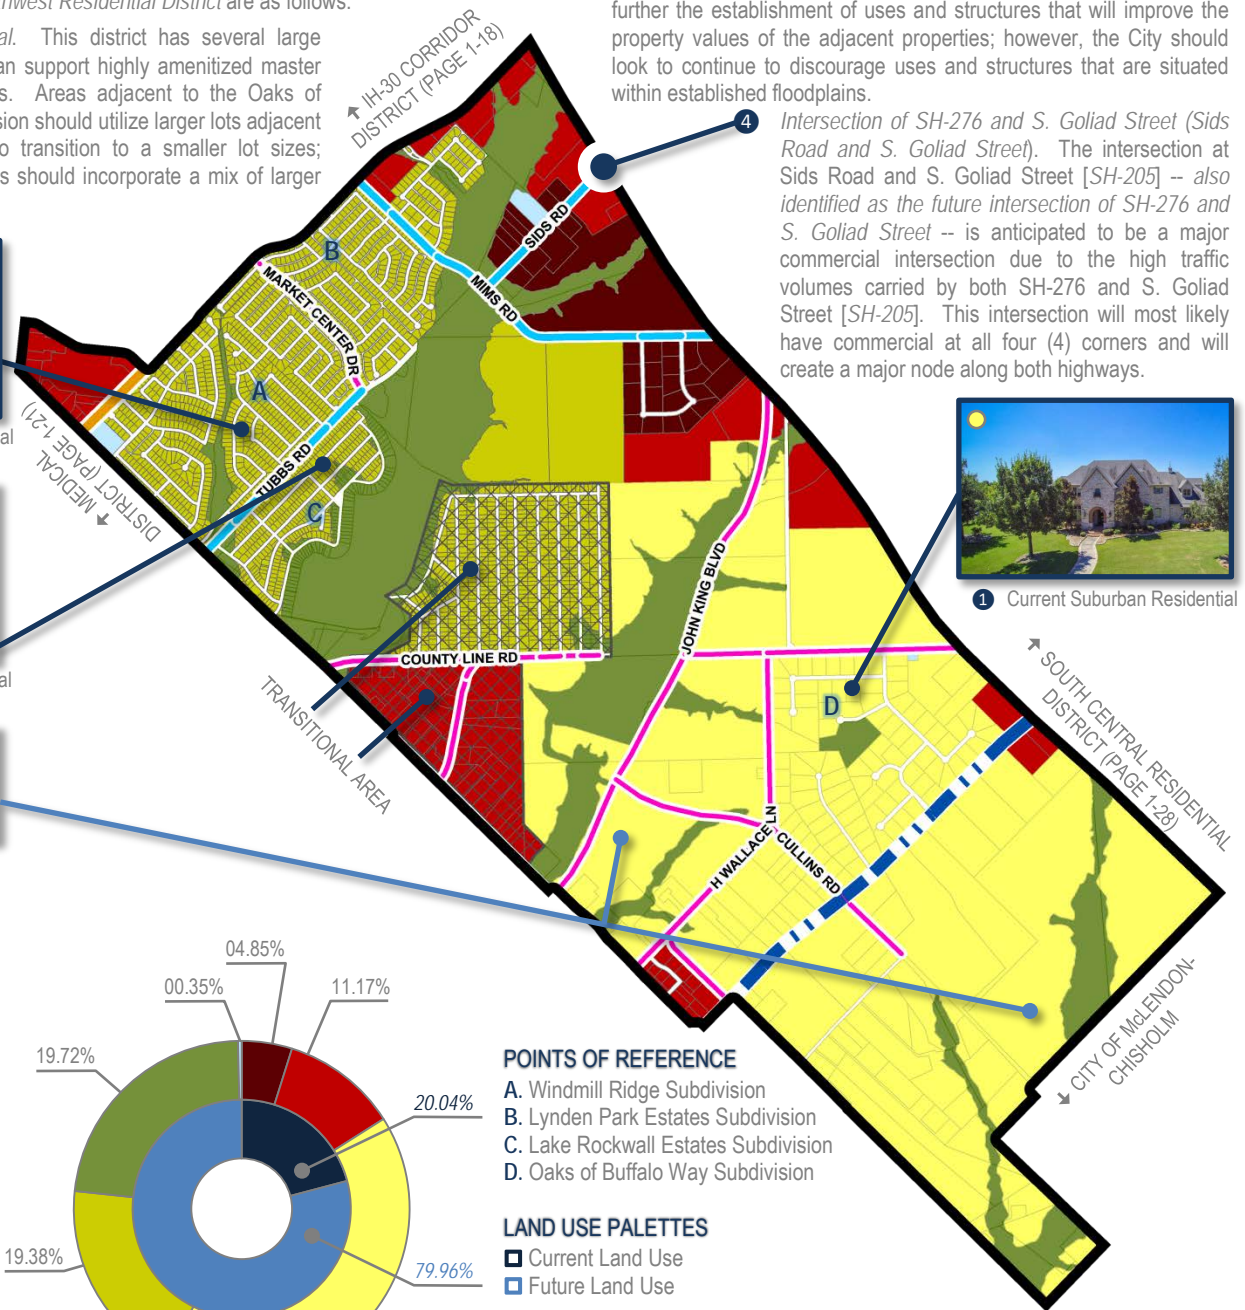 nwest Residential District are as follows.
al. This district has several large
an support highly amenitized master
s. Areas adjacent to the Oaks of
sion should utilize larger lots adjacent
o transition to a smaller lot sizes;
s should incorporate a mix of larger
further the establishment of uses and structures that will improve the
property values of the adjacent properties; however, the City should
look to continue to discourage uses and structures that are situated
within established floodplains.
4
Intersection of SH-276 and S. Goliad Street (Sids
Road and S. Goliad Street). The intersection at
Sids Road and S. Goliad Street [SH-205] -- also
identified as the future intersection of SH-276 and
S. Goliad Street -- is anticipated to be a major
commercial intersection due to the high traffic
volumes carried by both SH-276 and S. Goliad
Street [SH-205]. This intersection will most likely
have commercial at all four (4) corners and will
create a major node along both highways.
IH-30 CORRIDOR
DISTRICT (PAGE 1-18)
SIDS RD
MIMS RD
B
MARKET CENTER DR
A
TUBBS RD
C
MEDICAL
DISTRICT (PAGE 1-21)
al
al
JOHN KING BLVD
COUNTY LINE RD
TRANSITIONAL AREA
1 Current Suburban Residential
D
SOUTH CENTRAL RESIDENTIAL
DISTRICT (PAGE 1-28)
H WALLACE LN
CULLINS RD
CITY OF McLENDON-
CHISHOLM
04.85%
00.35%
11.17%
19.72%
20.04%
19.38%
79.96%
POINTS OF REFERENCE
A. Windmill Ridge Subdivision
B. Lynden Park Estates Subdivision
C. Lake Rockwall Estates Subdivision
D. Oaks of Buffalo Way Subdivision
LAND USE PALETTES
Current Land Use
Future Land Use